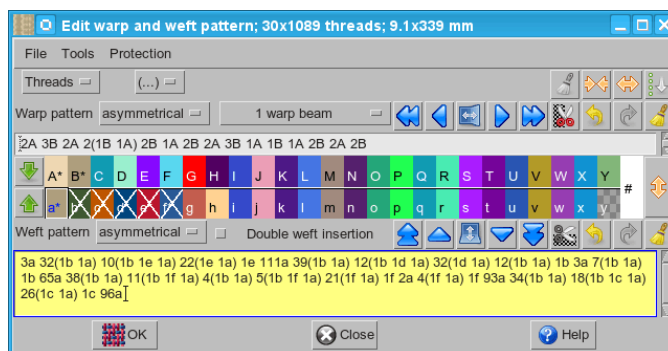 Edit warp and weft pattern; 30x1089 threads; 9.1x339 mm
File Tools Protection
Threads (...)
Warp pattern asymmetrical 1 warp beam
2A 3B 2A 2(1B 1A) 2B 1A 2B 2A 3B 1A 1B 1A 2B 2A 2B
A* B* C D E F G H I J K L M N O P Q R S T U V W X Y #
a* b c d e f g h i j k l m n o p q r s t u v w x y
Weft pattern asymmetrical Double weft insertion
3a 32(1b 1a) 10(1b 1e 1a) 22(1e 1a) 1e 111a 39(1b 1a) 12(1b 1d 1a) 32(1d 1a) 12(1b 1a) 1b 3a 7(1b 1a)
1b 65a 38(1b 1a) 11(1b 1f 1a) 4(1b 1a) 5(1b 1f 1a) 21(1f 1a) 1f 2a 4(1f 1a) 1f 93a 34(1b 1a) 18(1b 1c 1a)
26(1c 1a) 1c 96a
OK Close Help